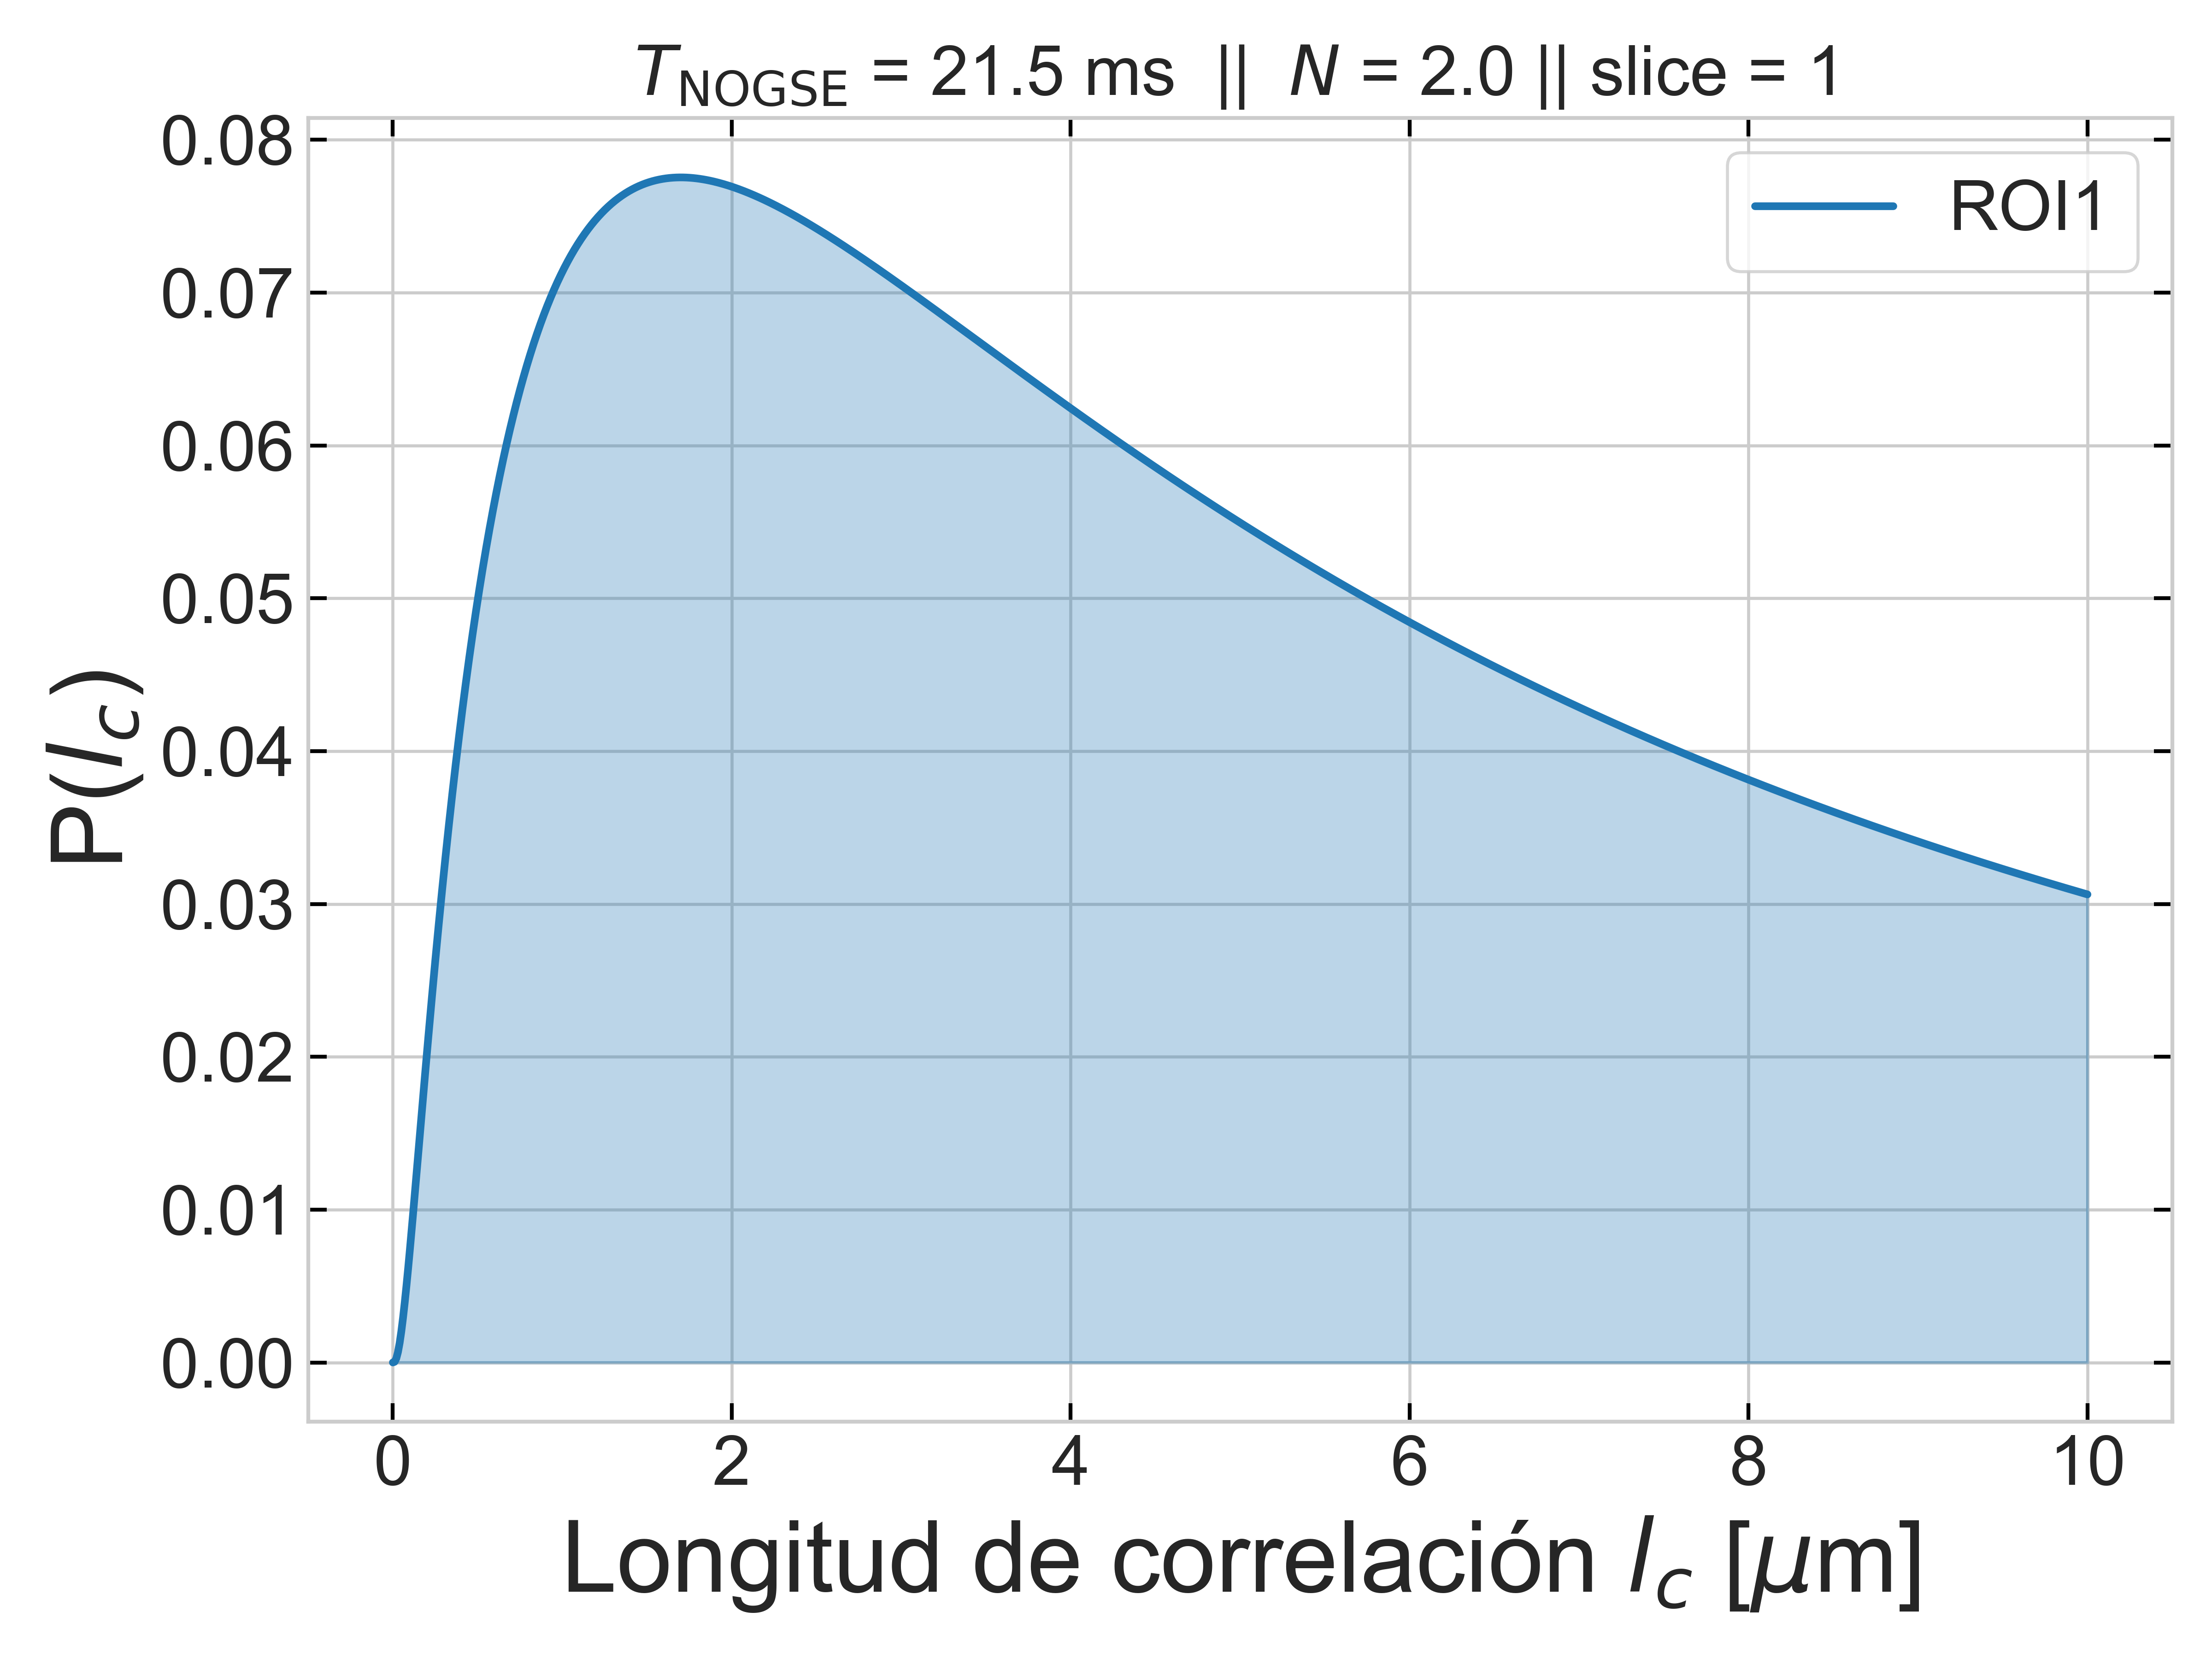 T_NOGSE = 21.5 ms || N = 2.0 || slice = 1
ROI1
P(l_c)
0.08
0.07
0.06
0.05
0.04
0.03
0.02
0.01
0.00
0 2 4 6 8 10
Longitud de correlación l_c [μm]